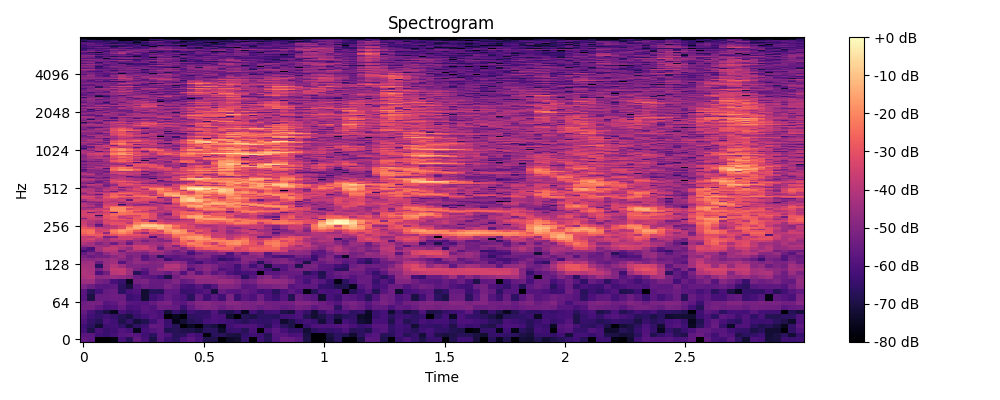 Spectrogram
4096
2048
1024
512
256
128
64
0
Hz
0
0.5
1
1.5
2
2.5
Time
+0 dB
-10 dB
-20 dB
-30 dB
-40 dB
-50 dB
-60 dB
-70 dB
-80 dB